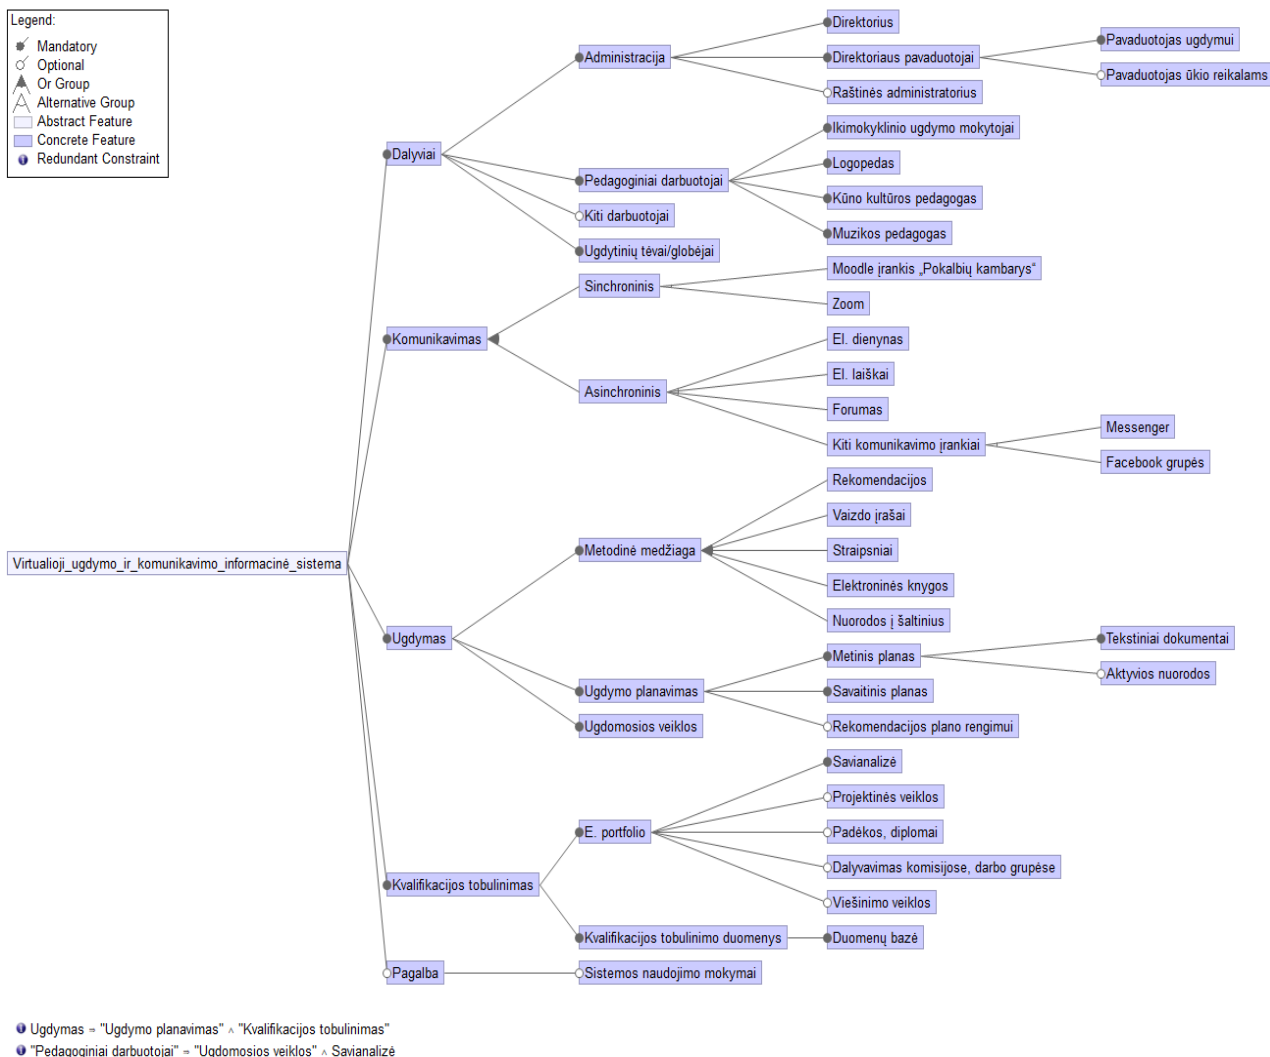 Legend:
Mandatory
Optional
Or Group
Alternative Group
Abstract Feature
Concrete Feature
Redundant Constraint
Virtualioji_ugdymo_ir_komunikavimo_informacinė_sistema
Dalyviai
Administracija
Direktorius
Direktoriaus pavaduotojai
Pavaduotojas ugdymui
Pavaduotojas ūkio reikalams
Raštinės administratorius
Pedagoginiai darbuotojai
Ikimokyklinio ugdymo mokytojai
Logopedas
Kūno kultūros pedagogas
Muzikos pedagogas
Kiti darbuotojai
Ugdytinių tėvai/globėjai
Komunikavimas
Sinchroninis
Moodle įrankis „Pokalbių kambarys“
Zoom
Asinchroninis
El. dienynas
El. laiškai
Forumas
Kiti komunikavimo įrankiai
Messenger
Facebook grupės
Ugdymas
Metodinė medžiaga
Rekomendacijos
Vaizdo įrašai
Straipsniai
Elektroninės knygos
Nuorodos į šaltinius
Ugdymo planavimas
Metinis planas
Tekstiniai dokumentai
Aktyvios nuorodos
Savaitinis planas
Rekomendacijos plano rengimui
Ugdomosios veiklos
Kvalifikacijos tobulinimas
E. portfolio
Savianalizė
Projektinės veiklos
Padėkos, diplomai
Dalyvavimas komisijose, darbo grupėse
Viešinimo veiklos
Kvalifikacijos tobulinimo duomenys
Duomenų bazė
Pagalba
Sistemos naudojimo mokymai
Ugdymas ⇒ "Ugdymo planavimas" ∧ "Kvalifikacijos tobulinimas"
"Pedagoginiai darbuotojai" ⇒ "Ugdomosios veiklos" ∧ Savianalizė